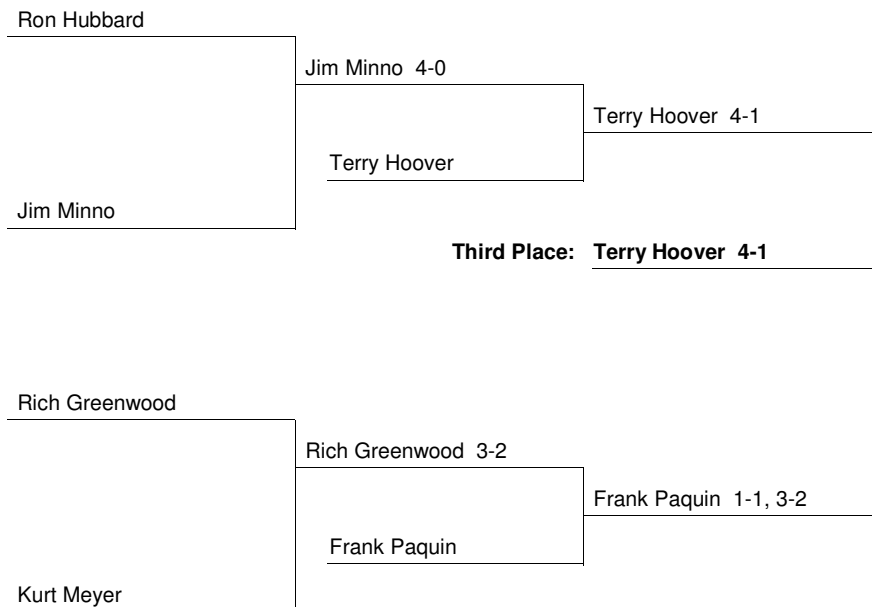 Ron Hubbard
Jim Minno 4-0
Terry Hoover 4-1
Terry Hoover
Jim Minno
Third Place: Terry Hoover 4-1
Rich Greenwood
Rich Greenwood 3-2
Frank Paquin 1-1, 3-2
Frank Paquin
Kurt Meyer